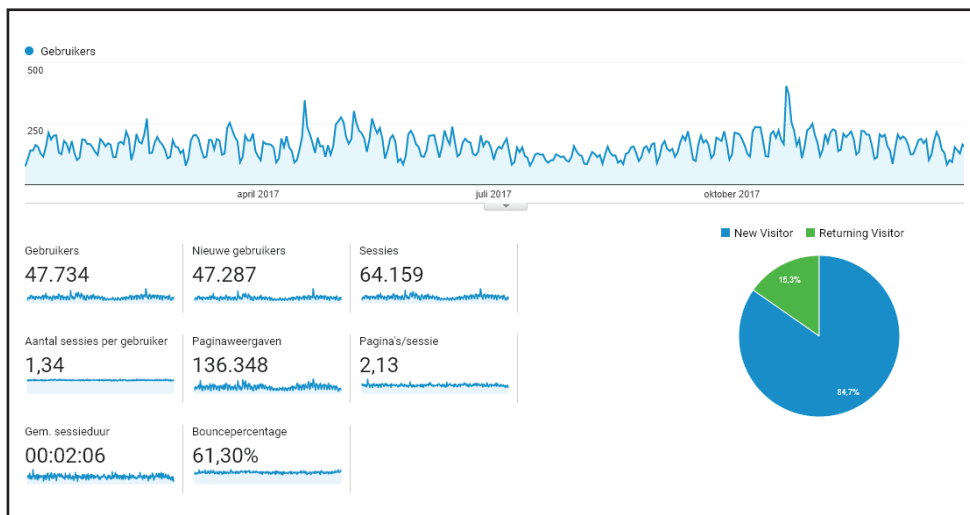 Gebruikers
500
250
april 2017
juli 2017
oktober 2017
New Visitor
Returning Visitor
Gebruikers
47.734
Nieuwe gebruikers
47.287
Sessies
64.159
15,3%
84,7%
Aantal sessies per gebruiker
1,34
Paginaweergaven
136.348
Pagina's/sessie
2,13
Gem. sessieduur
00:02:06
Bouncepercentage
61,30%